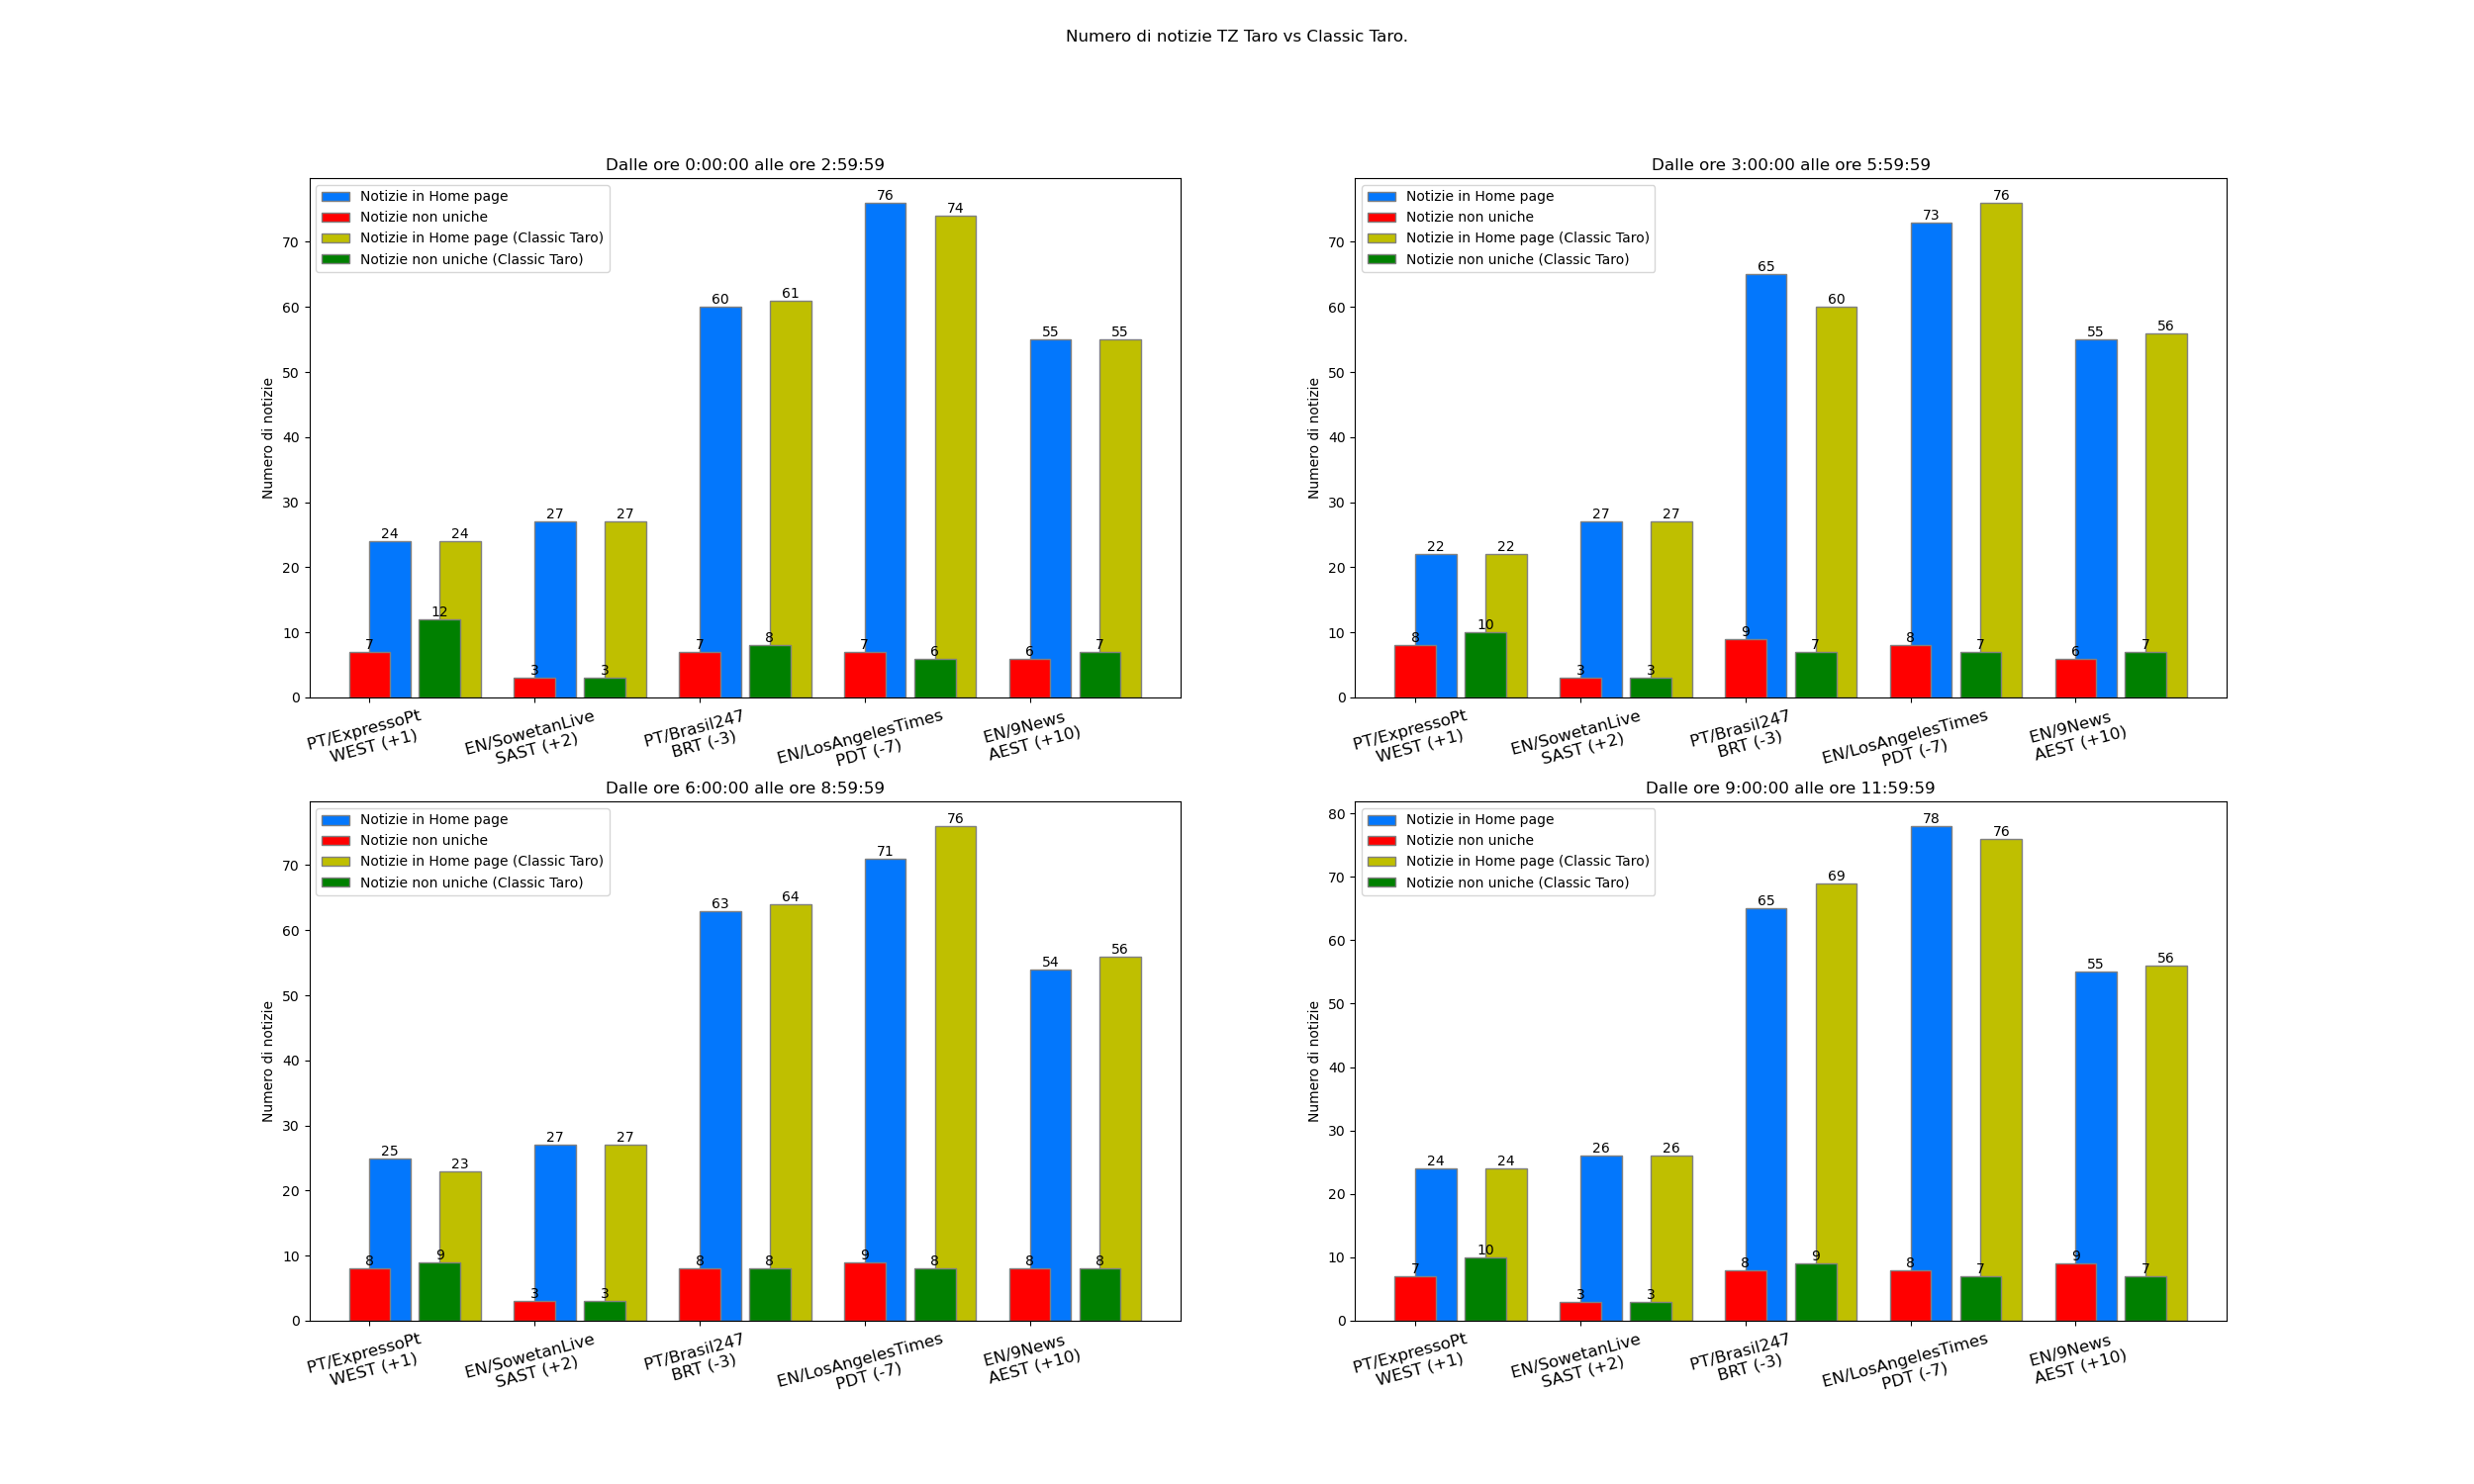 Numero di notizie TZ Taro vs Classic Taro.
Dalle ore 0:00:00 alle ore 2:59:59
Notizie in Home page
Notizie non uniche
Notizie in Home page (Classic Taro)
Notizie non uniche (Classic Taro)
Numero di notizie
0
10
20
30
40
50
60
70
24
7
24
12
27
3
27
3
60
7
61
8
76
7
74
6
55
6
55
7
PT/ExpressoPt
WEST (+1)
EN/SowetanLive
SAST (+2)
PT/Brasil247
BRT (-3)
EN/LosAngelesTimes
PDT (-7)
EN/9News
AEST (+10)
Dalle ore 3:00:00 alle ore 5:59:59
Notizie in Home page
Notizie non uniche
Notizie in Home page (Classic Taro)
Notizie non uniche (Classic Taro)
Numero di notizie
0
10
20
30
40
50
60
70
22
8
22
10
27
3
27
3
65
9
60
7
73
8
76
7
55
6
56
7
PT/ExpressoPt
WEST (+1)
EN/SowetanLive
SAST (+2)
PT/Brasil247
BRT (-3)
EN/LosAngelesTimes
PDT (-7)
EN/9News
AEST (+10)
Dalle ore 6:00:00 alle ore 8:59:59
Notizie in Home page
Notizie non uniche
Notizie in Home page (Classic Taro)
Notizie non uniche (Classic Taro)
Numero di notizie
0
10
20
30
40
50
60
70
25
8
23
9
27
3
27
3
63
8
64
8
71
9
76
8
54
8
56
8
PT/ExpressoPt
WEST (+1)
EN/SowetanLive
SAST (+2)
PT/Brasil247
BRT (-3)
EN/LosAngelesTimes
PDT (-7)
EN/9News
AEST (+10)
Dalle ore 9:00:00 alle ore 11:59:59
Notizie in Home page
Notizie non uniche
Notizie in Home page (Classic Taro)
Notizie non uniche (Classic Taro)
Numero di notizie
0
10
20
30
40
50
60
70
80
24
7
24
10
26
3
26
3
65
8
69
9
78
8
76
7
55
9
56
7
PT/ExpressoPt
WEST (+1)
EN/SowetanLive
SAST (+2)
PT/Brasil247
BRT (-3)
EN/LosAngelesTimes
PDT (-7)
EN/9News
AEST (+10)